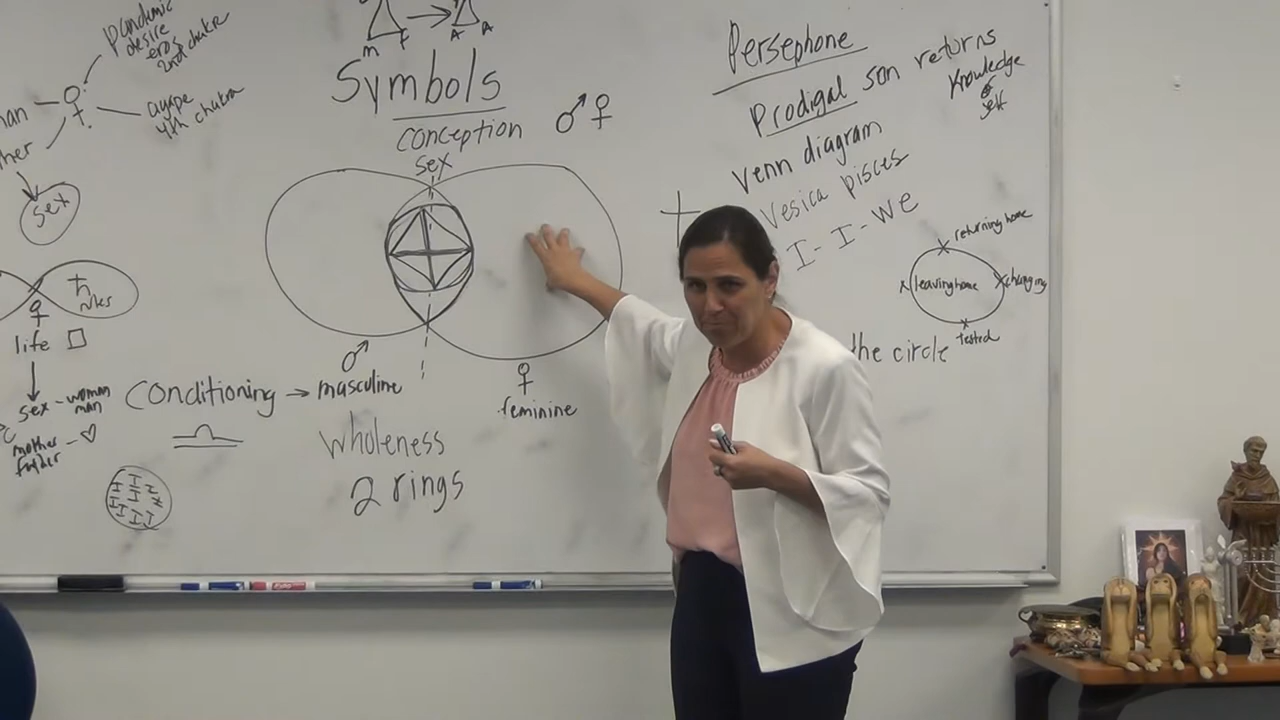 pandemic
desire
eros
2nd chakra
agape
4th chakra
sex
nlks
life
sex - woman
man
mother -
M F A A
Symbols
conception
sex
Conditioning → masculine
feminine
wholeness
2 rings
I I I I I I I I I
Persephone
Prodigal son returns
Knowledge
of
self
Venn diagram
Vesica pisces
I - I - we
returning home
leaving home
changing
tested
the circle
Expo